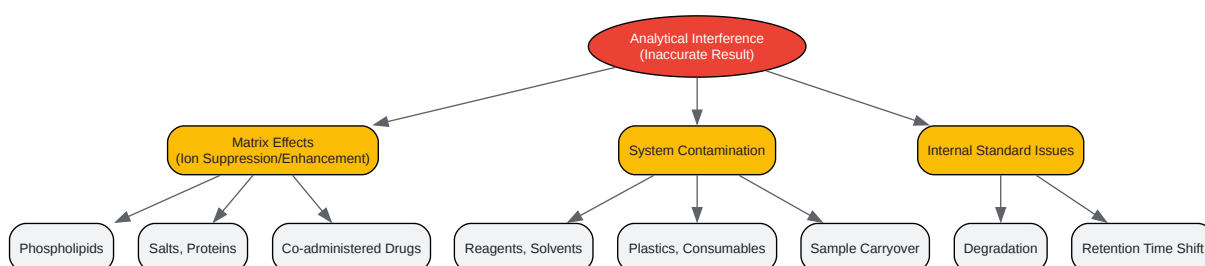 Analytical Interference
(Inaccurate Result)
Matrix Effects
(Ion Suppression/Enhancement)
System Contamination
Internal Standard Issues
Phospholipids
Salts, Proteins
Co-administered Drugs
Reagents, Solvents
Plastics, Consumables
Sample Carryover
Degradation
Retention Time Shift